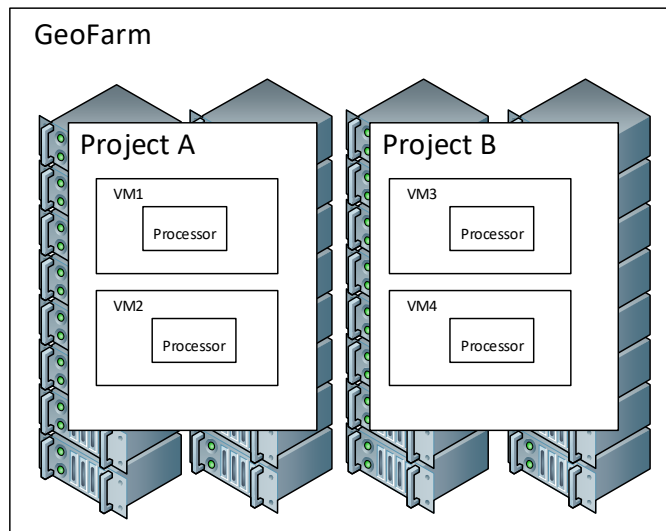 GeoFarm
Project A
VM1
Processor
VM2
Processor
Project B
VM3
Processor
VM4
Processor